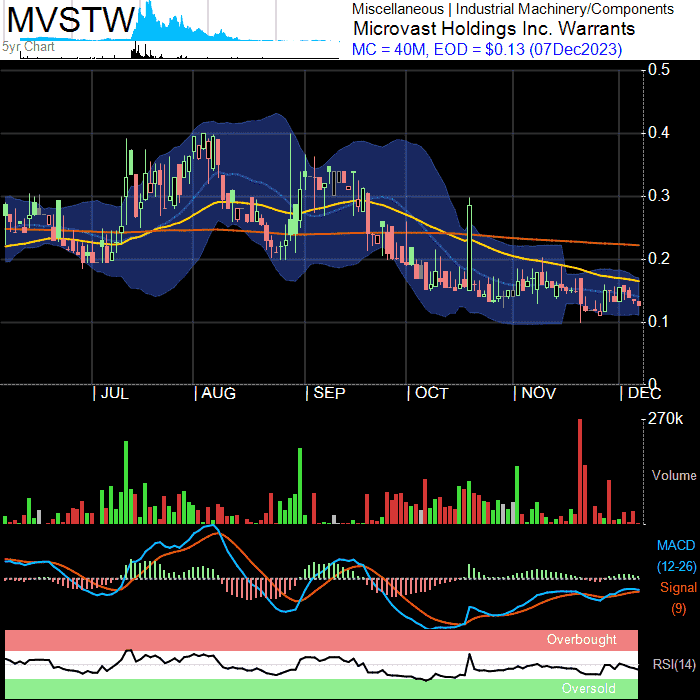 MVSTW
5yr Chart
Miscellaneous | Industrial Machinery/Components
Microvast Holdings Inc. Warrants
MC = 40M, EOD = $0.13 (07Dec2023)
0.5
0.4
0.3
0.2
0.1
0
| JUL | AUG | SEP | OCT | NOV | DEC
270k
Volume
MACD
(12-26)
Signal
(9)
Overbought
RSI(14)
Oversold